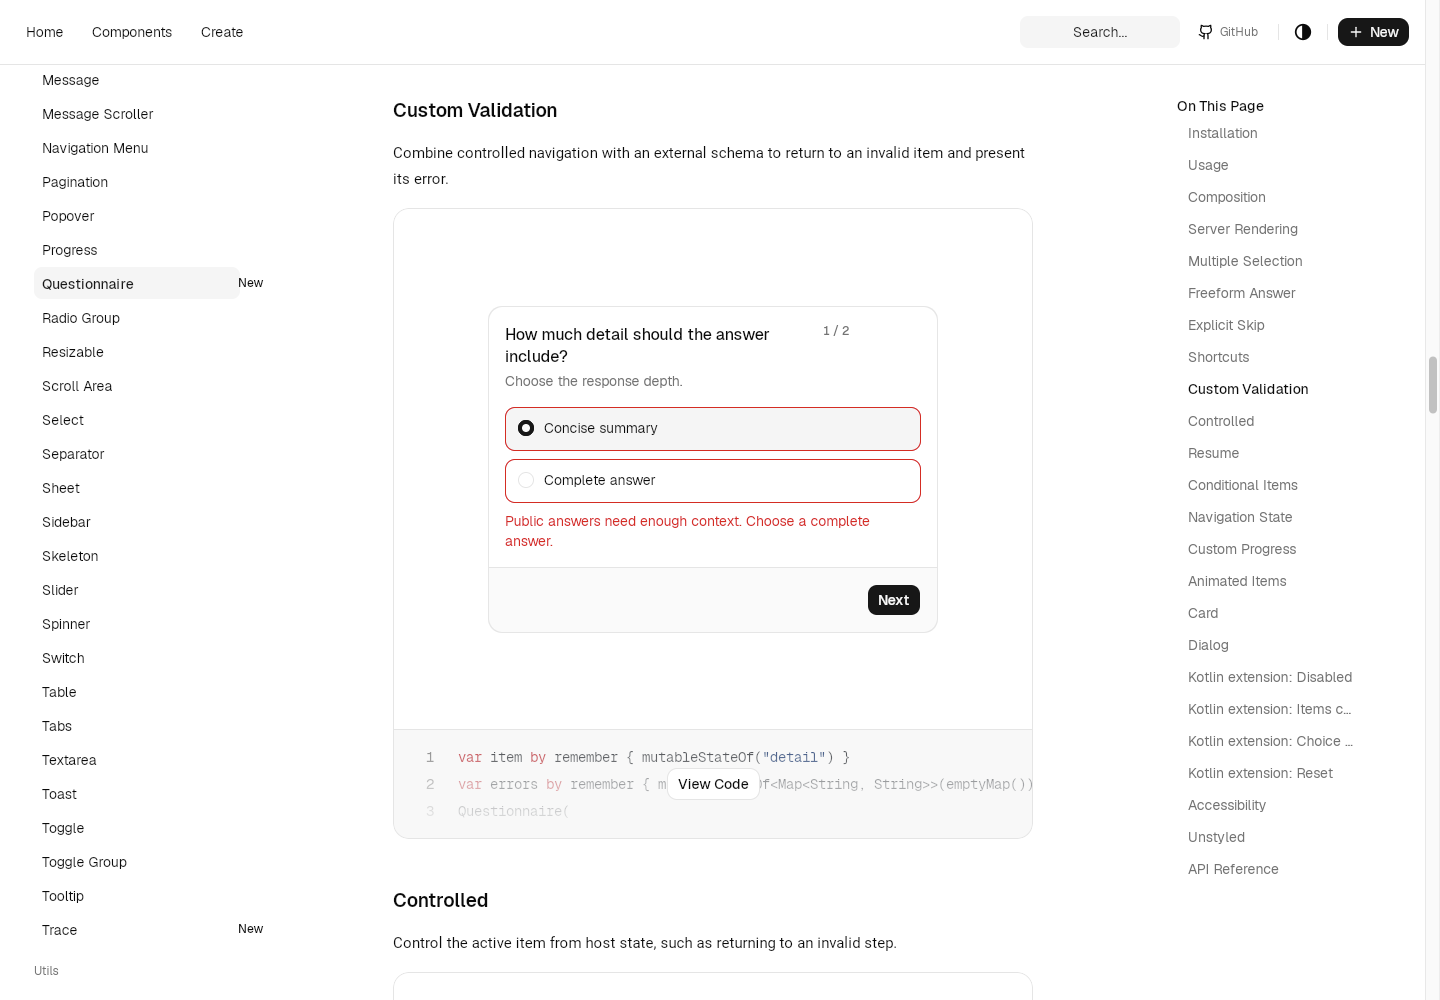 Home
Components
Create
Search...
GitHub
New
Message
Message Scroller
Navigation Menu
Pagination
Popover
Progress
Questionnaire
New
Radio Group
Resizable
Scroll Area
Select
Separator
Sheet
Sidebar
Skeleton
Slider
Spinner
Switch
Table
Tabs
Textarea
Toast
Toggle
Toggle Group
Tooltip
Trace
New
Utils
Custom Validation
Combine controlled navigation with an external schema to return to an invalid item and present
its error.
How much detail should the answer
include?
1 / 2
Choose the response depth.
Concise summary
Complete answer
Public answers need enough context. Choose a complete
answer.
Next
1 var item by remember { mutableStateOf("detail") }
2 var errors by remember { m Of<Map<String, String>>(emptyMap())
View Code
3 Questionnaire(
Controlled
Control the active item from host state, such as returning to an invalid step.
On This Page
Installation
Usage
Composition
Server Rendering
Multiple Selection
Freeform Answer
Explicit Skip
Shortcuts
Custom Validation
Controlled
Resume
Conditional Items
Navigation State
Custom Progress
Animated Items
Card
Dialog
Kotlin extension: Disabled
Kotlin extension: Items c...
Kotlin extension: Choice ...
Kotlin extension: Reset
Accessibility
Unstyled
API Reference